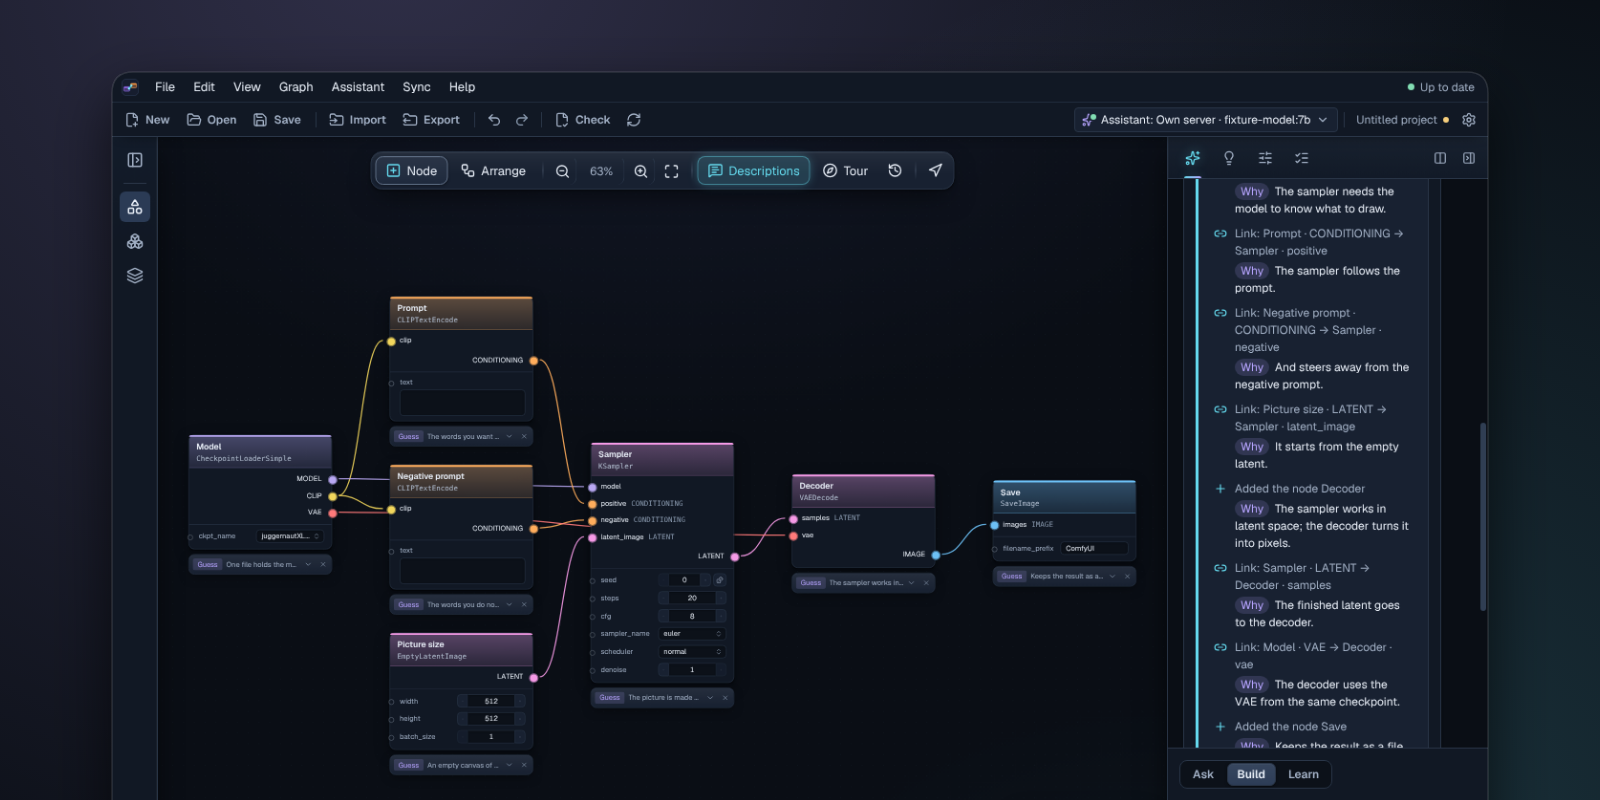 File Edit View Graph Assistant Sync Help
Up to date
New Open Save Import Export Check
Assistant: Own server · fixture-model:7b
Untitled project
Node Arrange 63% Descriptions Tour
Model
CheckpointLoaderSimple
MODEL
CLIP
VAE
ckpt_name juggernautXL...
Guess One file holds the m...
Prompt
CLIPTextEncode
clip
CONDITIONING
text
Guess The words you want ...
Negative prompt
CLIPTextEncode
clip
CONDITIONING
text
Guess The words you do no...
Picture size
EmptyLatentImage
LATENT
width 512
height 512
batch_size 1
Guess An empty canvas of ...
Sampler
KSampler
model
positive CONDITIONING
negative CONDITIONING
latent_image LATENT
LATENT
seed 0
steps 20
cfg 8
sampler_name euler
scheduler normal
denoise 1
Guess The picture is made ...
Decoder
VAEDecode
samples LATENT
vae
IMAGE
Guess The sampler works in...
Save
SaveImage
images IMAGE
filename_prefix ComfyUI
Guess Keeps the result as a...
Why The sampler needs the
model to know what to draw.
Link: Prompt · CONDITIONING →
Sampler · positive
Why The sampler follows the
prompt.
Link: Negative prompt ·
CONDITIONING → Sampler ·
negative
Why And steers away from the
negative prompt.
Link: Picture size · LATENT →
Sampler · latent_image
Why It starts from the empty
latent.
Added the node Decoder
Why The sampler works in
latent space; the decoder turns it
into pixels.
Link: Sampler · LATENT →
Decoder · samples
Why The finished latent goes
to the decoder.
Link: Model · VAE → Decoder ·
vae
Why The decoder uses the
VAE from the same checkpoint.
Added the node Save
Why Keeps the result as a file
Ask Build Learn